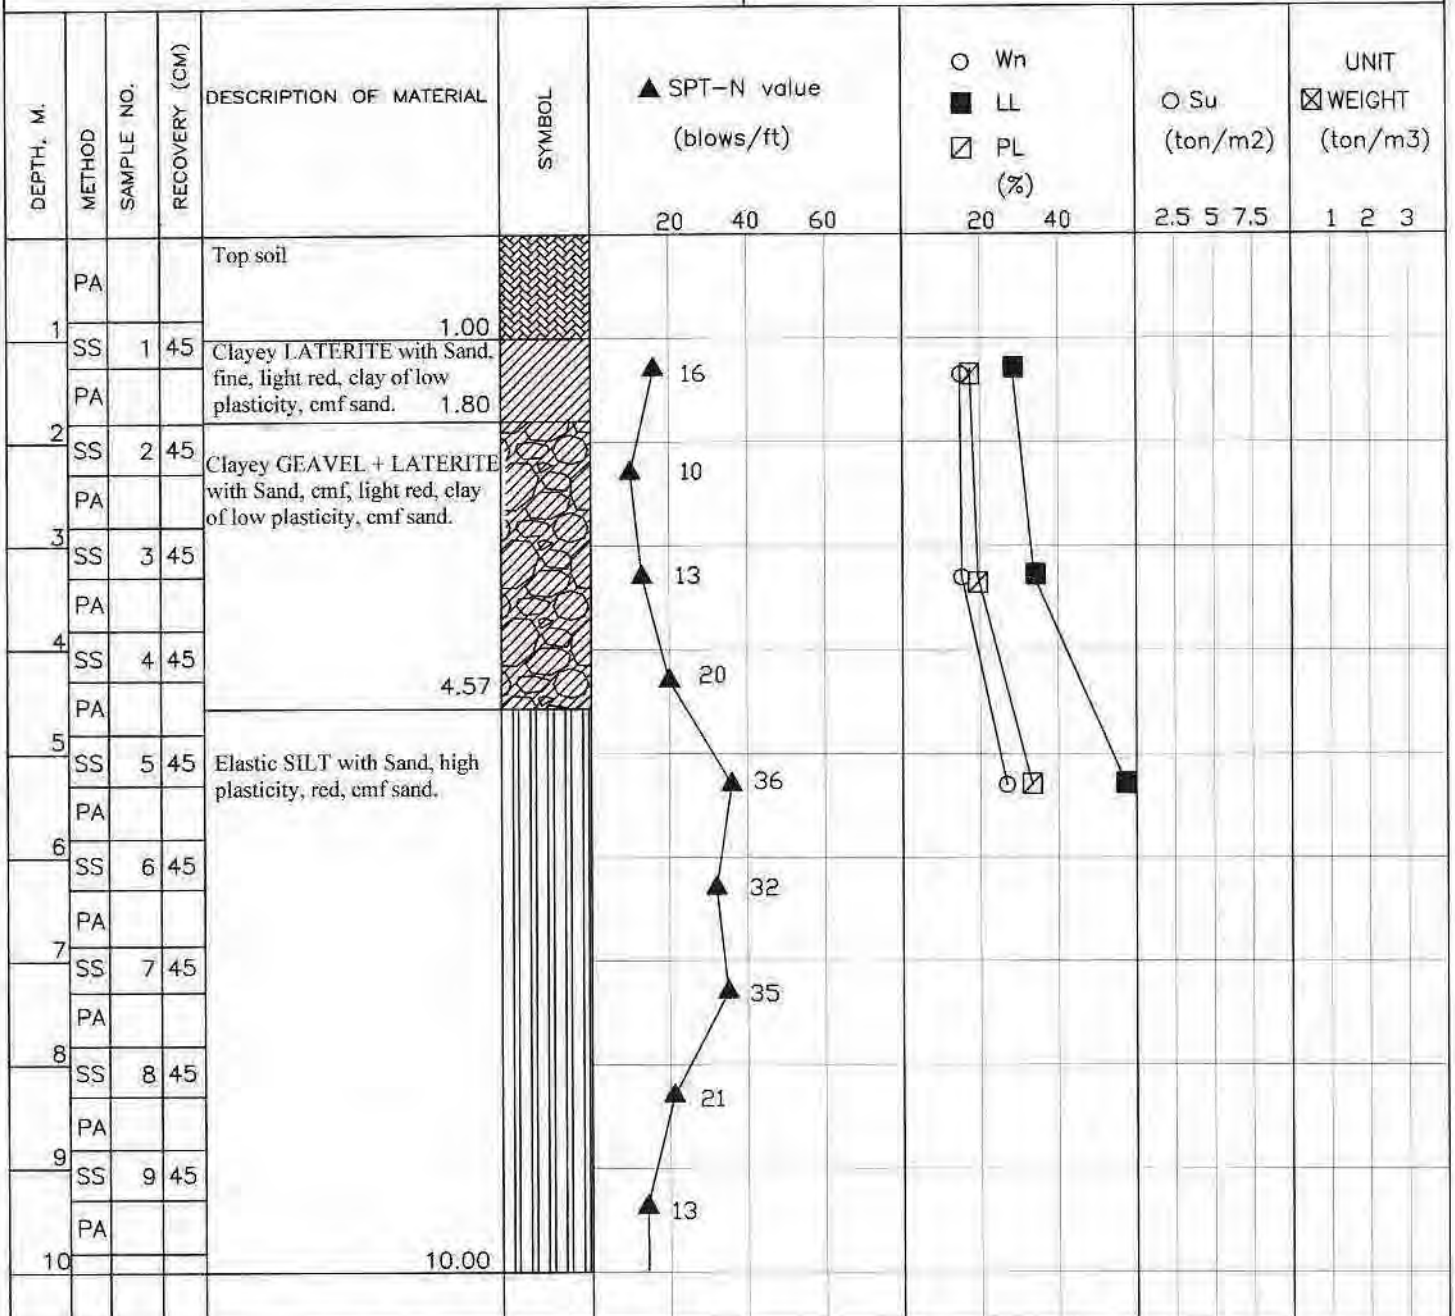 DEPTH, M.
METHOD
SAMPLE NO.
RECOVERY (CM)
DESCRIPTION OF MATERIAL
SYMBOL
▲ SPT-N value
(blows/ft)
20 40 60
○ Wn
■ LL
PL
(%)
20 40
○ Su
(ton/m2)
2.5 5 7.5
UNIT
WEIGHT
(ton/m3)
1 2 3
PA
Top soil
1.00
1
SS 1 45
Clayey LATERITE with Sand,
fine, light red, clay of low
plasticity, cmf sand. 1.80
16
PA
2
SS 2 45
Clayey GEAVEL + LATERITE
with Sand, cmf, light red, clay
of low plasticity, cmf sand.
10
PA
3
SS 3 45
13
PA
4
SS 4 45
20
4.57
PA
5
SS 5 45
Elastic SILT with Sand, high
plasticity, red, cmf sand.
36
PA
6
SS 6 45
32
PA
7
SS 7 45
35
PA
8
SS 8 45
21
PA
9
SS 9 45
13
PA
10
10.00